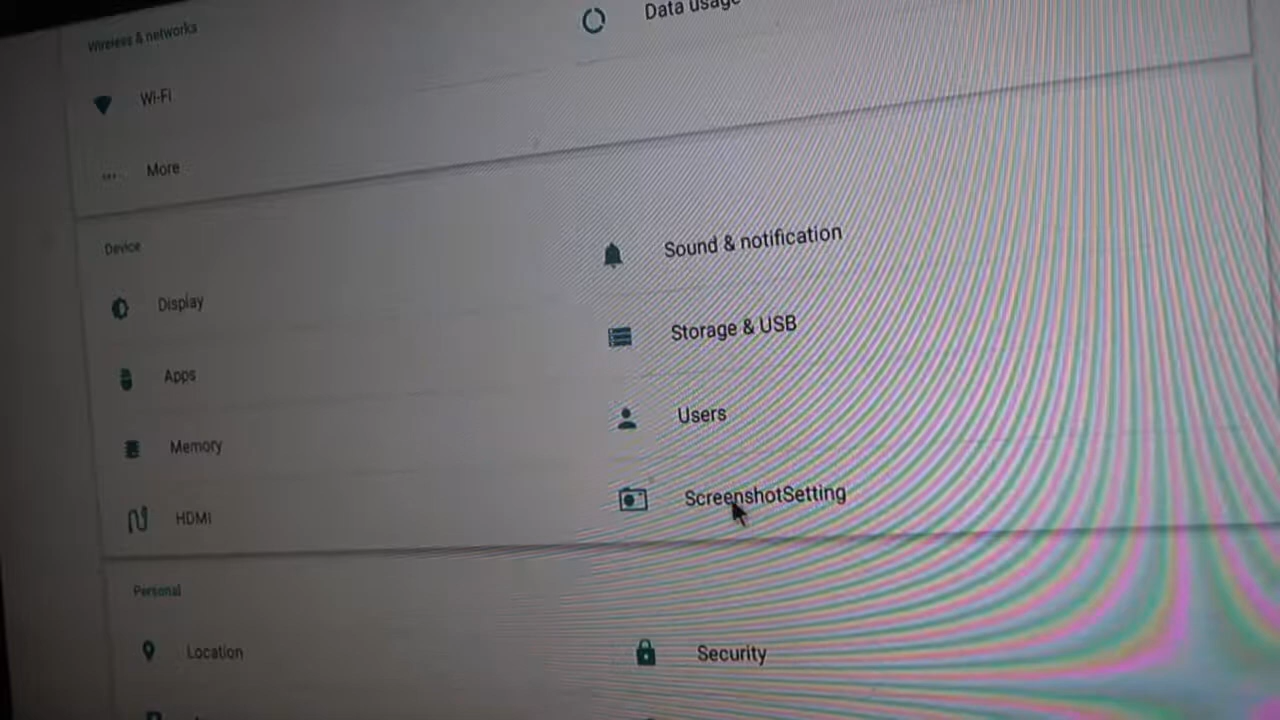 Wireless & networks
Data usage
Wi-Fi
More
Device
Sound & notification
Display
Storage & USB
Apps
Users
Memory
ScreenshotSetting
HDMI
Personal
Location
Security